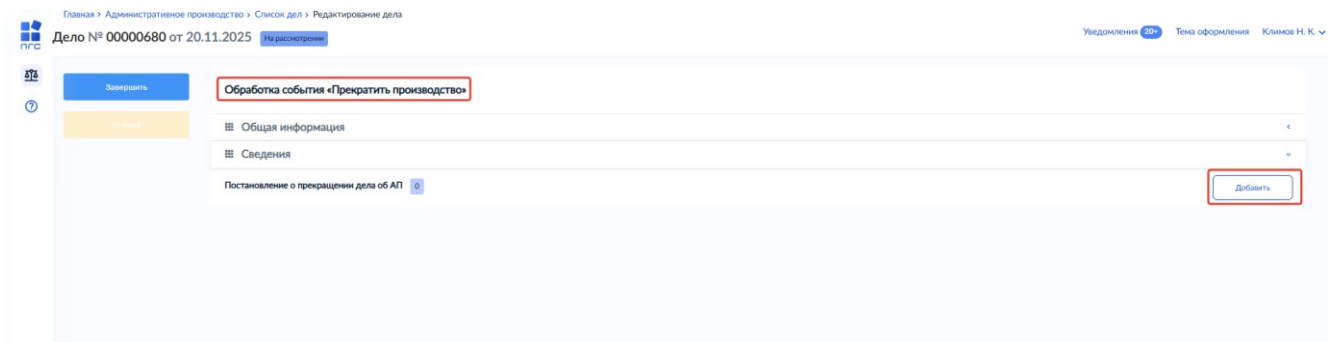 Главная > Административное производство > Список дел > Редактирование дела
пгс
Дело № 00000680 от 20.11.2025 На рассмотрении
Уведомления 20+ Тема оформления Климов Н. К.
Завершить
Обработка события «Прекратить производство»
Общая информация
Сведения
Постановление о прекращении дела об АП 0
Добавить